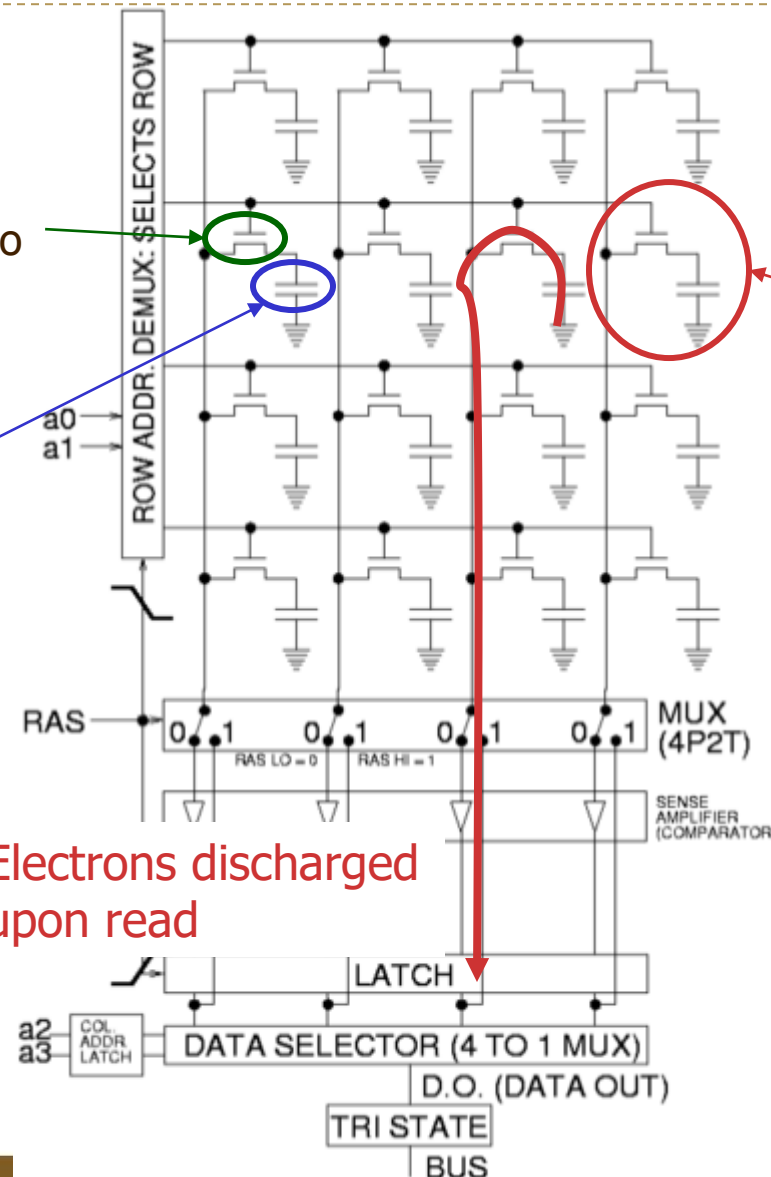 ROW ADDR. DEMUX: SELECTS ROW
o
a0
a1
RAS
0 1
0 1
0 1
0 1
MUX
(4P2T)
RAS LO = 0
RAS HI = 1
SENSE
AMPLIFIER
(COMPARATOR
Electrons discharged
upon read
LATCH
a2
a3
COL.
ADDR.
LATCH
DATA SELECTOR (4 TO 1 MUX)
D.O. (DATA OUT)
TRI STATE
BUS